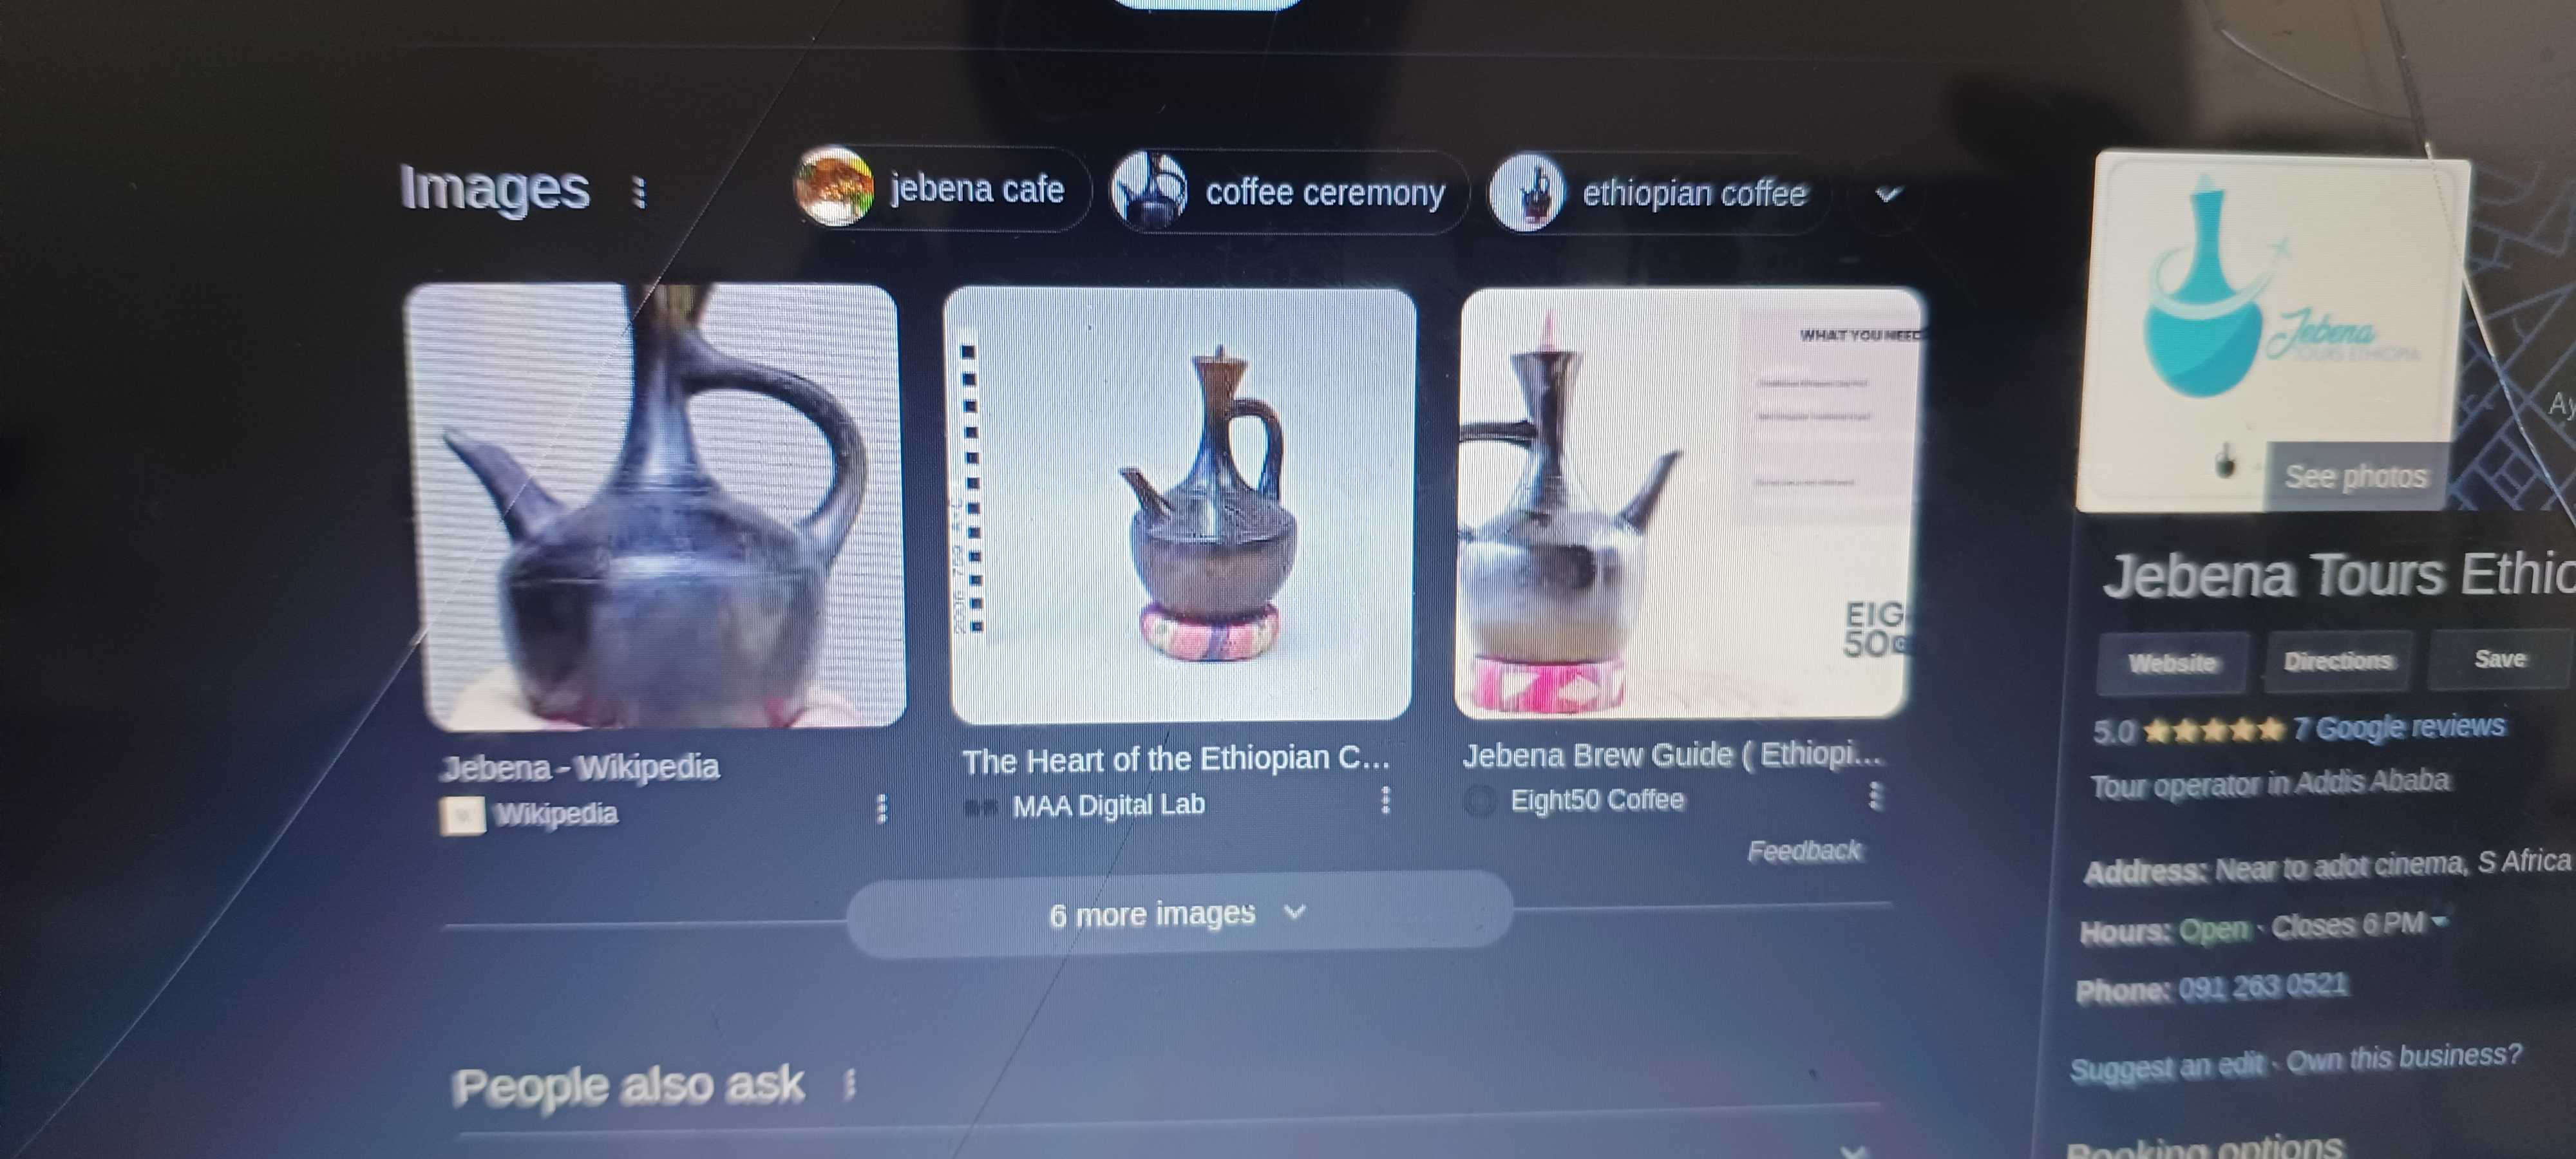 Images
jebena cafe
coffee ceremony
ethiopian coffee
WHAT YOU NEED
EIG
50
2006 759 A+C
Jebena - Wikipedia
Wikipedia
The Heart of the Ethiopian C...
MAA Digital Lab
Jebena Brew Guide ( Ethiopi...
Eight50 Coffee
Feedback
6 more images
People also ask
Jebena
TOURS ETHIOPIA
See photos
Ay
Jebena Tours Ethio
Website
Directions
Save
5.0 ★★★★★ 7 Google reviews
Tour operator in Addis Ababa
Address: Near to adot cinema, S Africa
Hours: Open · Closes 6 PM
Phone: 091 263 0521
Suggest an edit · Own this business?
Booking options